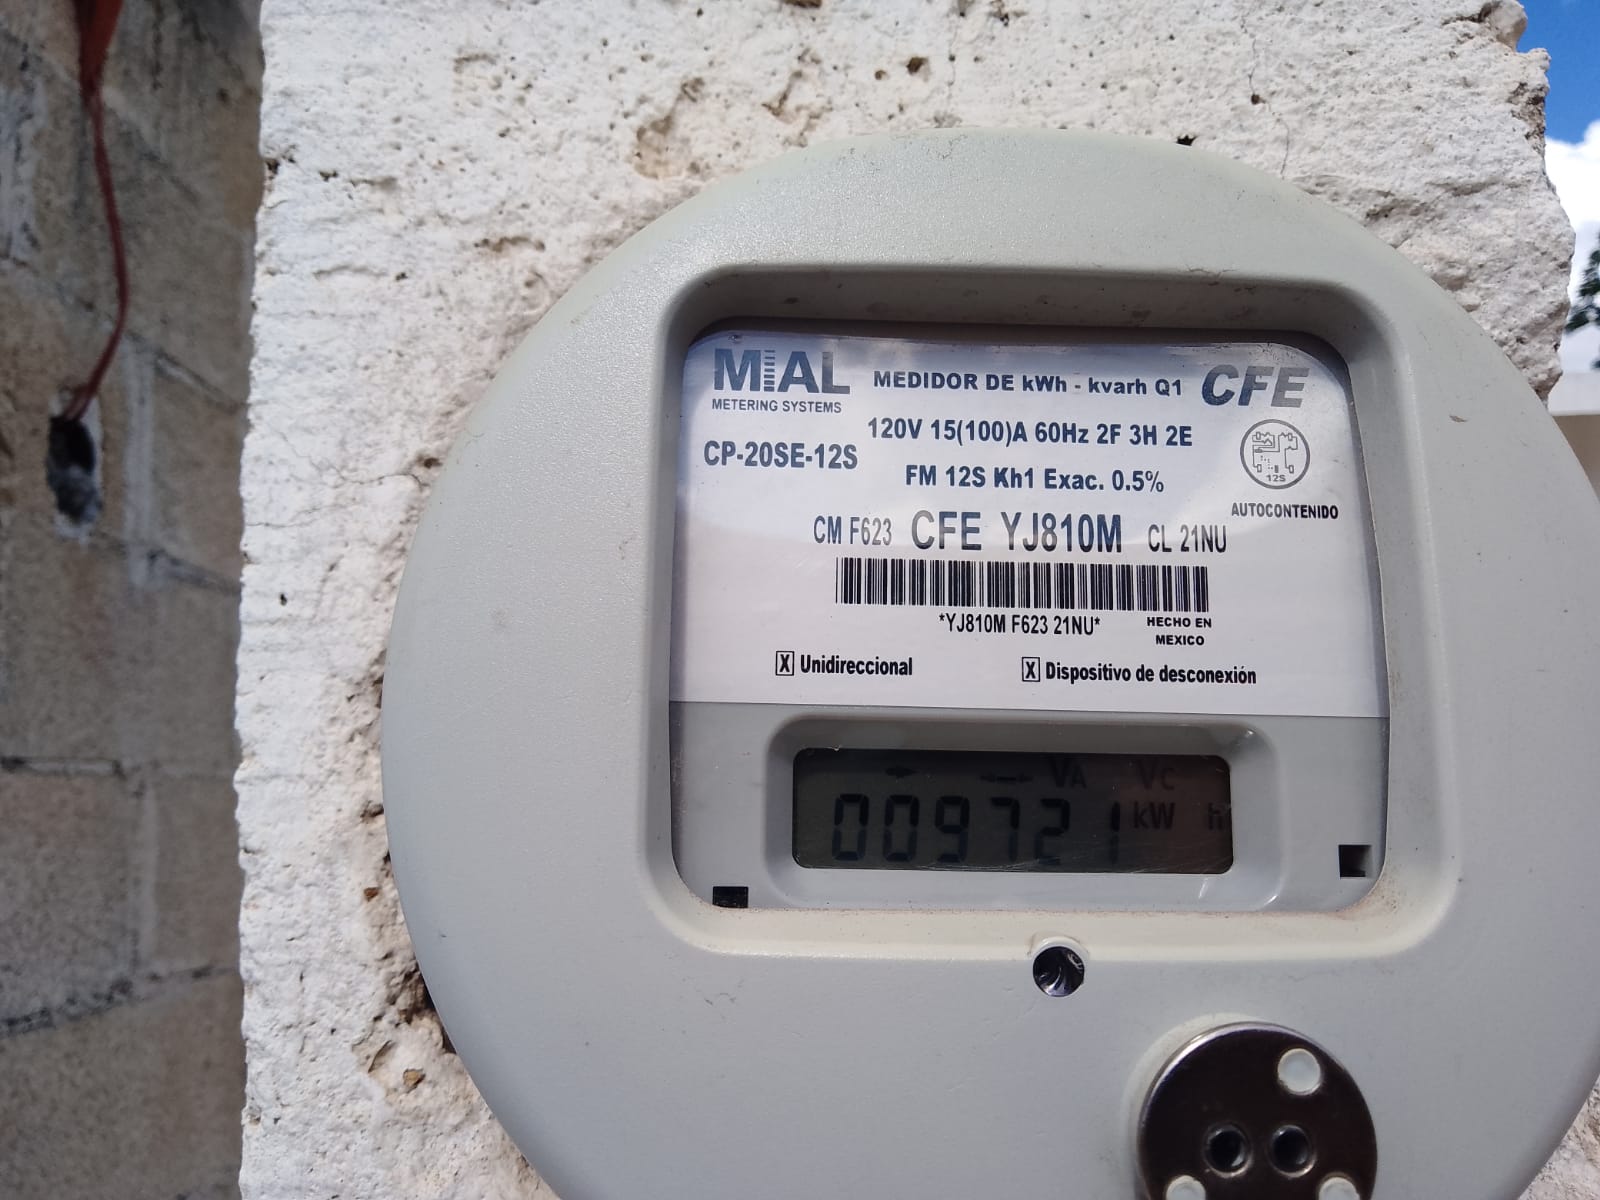 MIAL
METERING SYSTEMS
MEDIDOR DE kWh - kvarh Q1
CFE
120V 15(100)A 60Hz 2F 3H 2E
CP-20SE-12S
FM 12S Kh1 Exac. 0.5%
12S
AUTOCONTENIDO
CM F623 CFE YJ810M CL 21NU
*YJ810M F623 21NU*
HECHO EN
MEXICO
X Unidireccional
X Dispositivo de desconexión
VA VC
009721 kW h